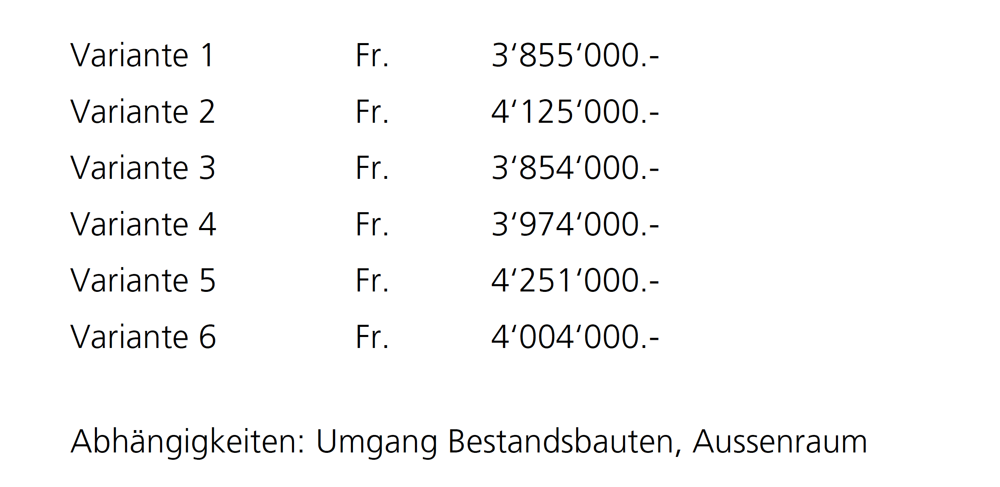 Variante 1 Fr. 3‘855‘000.-
Variante 2 Fr. 4‘125‘000.-
Variante 3 Fr. 3‘854‘000.-
Variante 4 Fr. 3‘974‘000.-
Variante 5 Fr. 4‘251‘000.-
Variante 6 Fr. 4‘004‘000.-
Abhängigkeiten: Umgang Bestandsbauten, Aussenraum